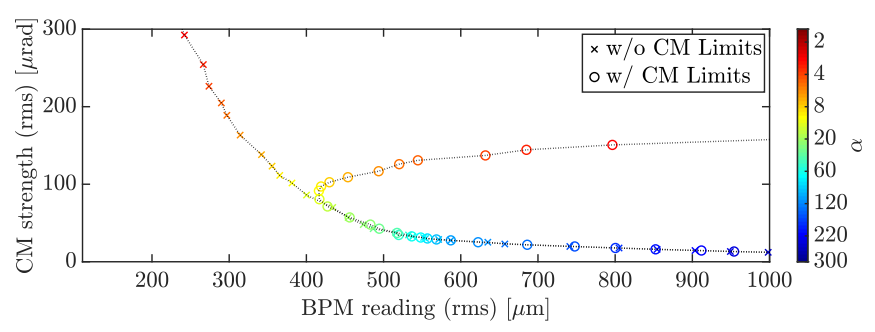 300
200
100
0
CM strength (rms) [μrad]
200 300 400 500 600 700 800 900 1000
BPM reading (rms) [μm]
w/o CM Limits
w/ CM Limits
2
4
8
20
60
120
220
300
α